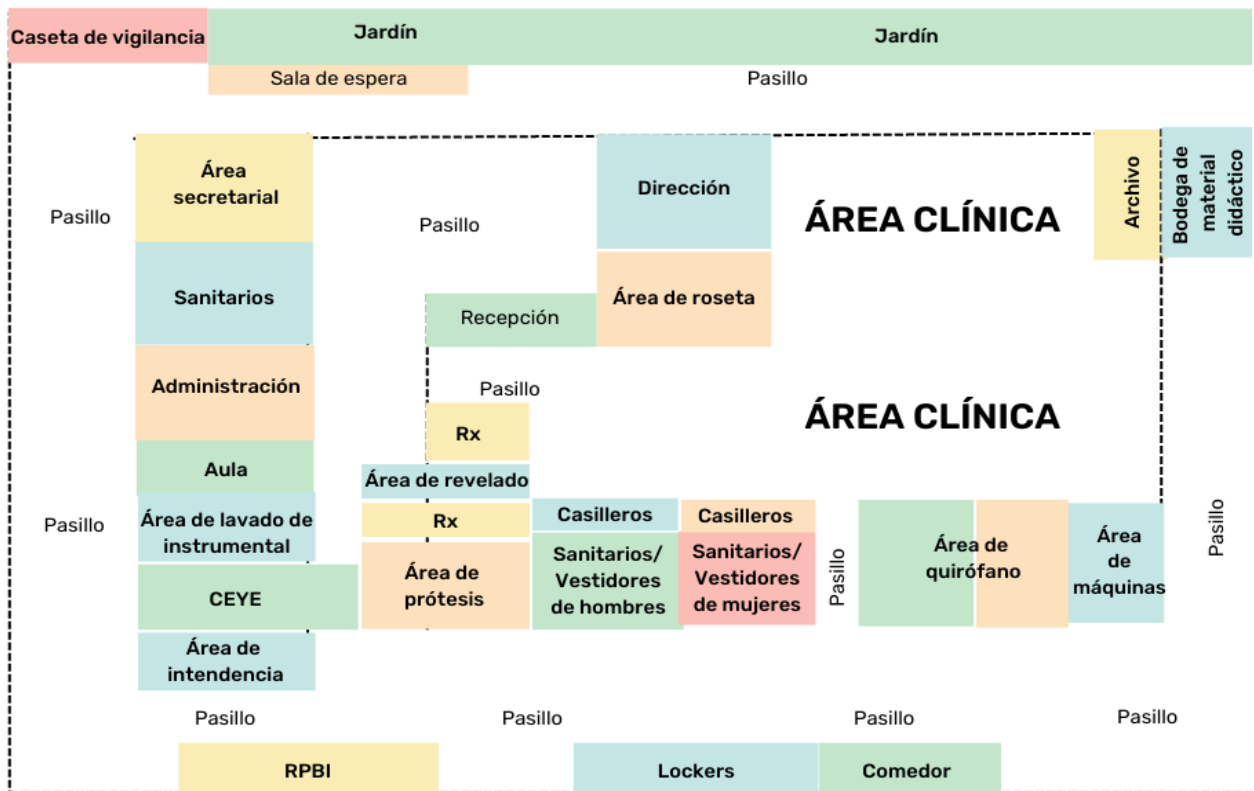 Caseta de vigilancia
Jardín
Jardín
Sala de espera
Pasillo
Área
secretarial
Pasillo
Pasillo
Dirección
ÁREA CLÍNICA
Archivo
Bodega de
material
didáctico
Sanitarios
Recepción
Área de roseta
Administración
Pasillo
ÁREA CLÍNICA
Rx
Aula
Área de revelado
Pasillo
Área de lavado de
instrumental
Rx
Casilleros
Casilleros
Pasillo
CEYE
Área de
prótesis
Sanitarios/
Vestidores
de hombres
Sanitarios/
Vestidores
de mujeres
Pasillo
Área de
quirófano
Área
de
máquinas
Área de
intendencia
Pasillo
Pasillo
Pasillo
Pasillo
RPBI
Lockers
Comedor